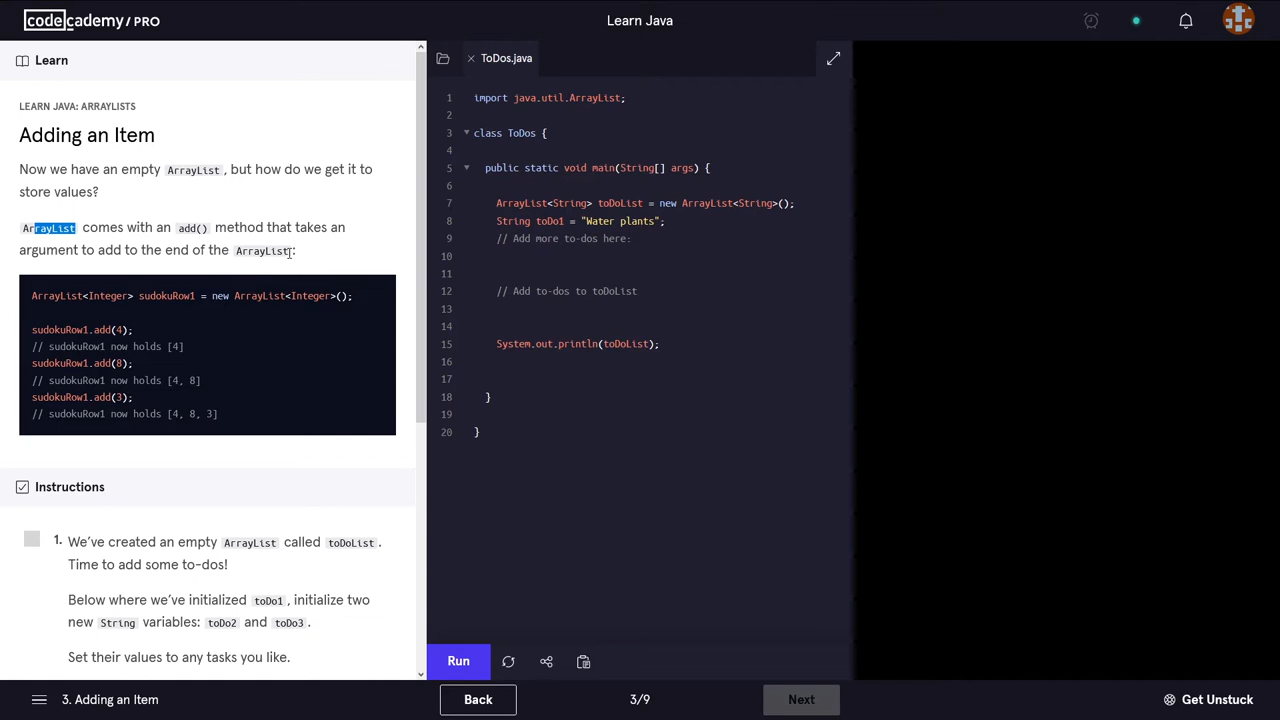 codecademy/PRO
Learn Java
Learn
LEARN JAVA: ARRAYLISTS
Adding an Item
Now we have an empty ArrayList, but how do we get it to
store values?
ArrayList comes with an add() method that takes an
argument to add to the end of the ArrayList:
ArrayList<Integer> sudokuRow1 = new ArrayList<Integer>();
sudokuRow1.add(4);
// sudokuRow1 now holds [4]
sudokuRow1.add(8);
// sudokuRow1 now holds [4, 8]
sudokuRow1.add(3);
// sudokuRow1 now holds [4, 8, 3]
Instructions
1. We've created an empty ArrayList called toDoList.
Time to add some to-dos!
Below where we've initialized toDo1, initialize two
new String variables: toDo2 and toDo3.
Set their values to any tasks you like.
ToDos.java
1 import java.util.ArrayList;
2
3 class ToDos {
4
5 public static void main(String[] args) {
6
7 ArrayList<String> toDoList = new ArrayList<String>();
8 String toDo1 = "Water plants";
9 // Add more to-dos here:
10
11
12 // Add to-dos to toDoList
13
14
15 System.out.println(toDoList);
16
17
18 }
19
20 }
Run
3. Adding an Item
Back
3/9
Next
Get Unstuck